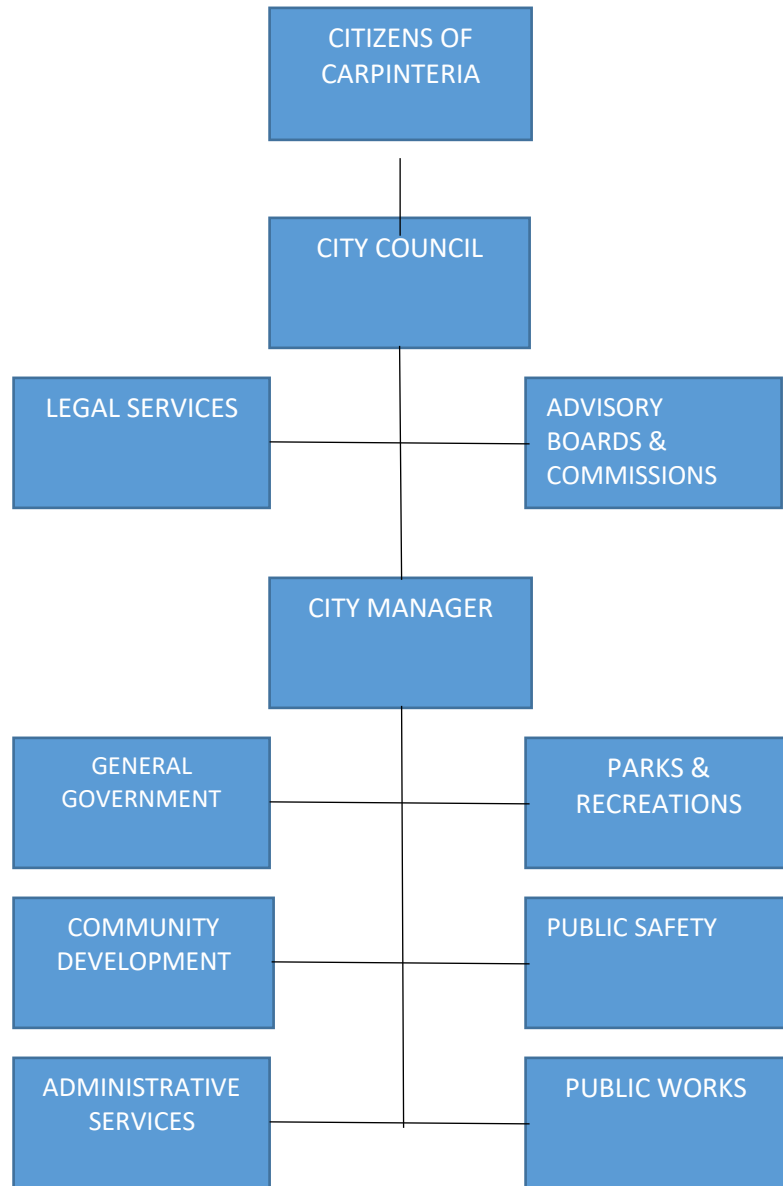 CITIZENS OF
CARPINTERIA
CITY COUNCIL
LEGAL SERVICES
ADVISORY
BOARDS &
COMMISSIONS
CITY MANAGER
GENERAL
GOVERNMENT
PARKS &
RECREATIONS
COMMUNITY
DEVELOPMENT
PUBLIC SAFETY
ADMINISTRATIVE
SERVICES
PUBLIC WORKS